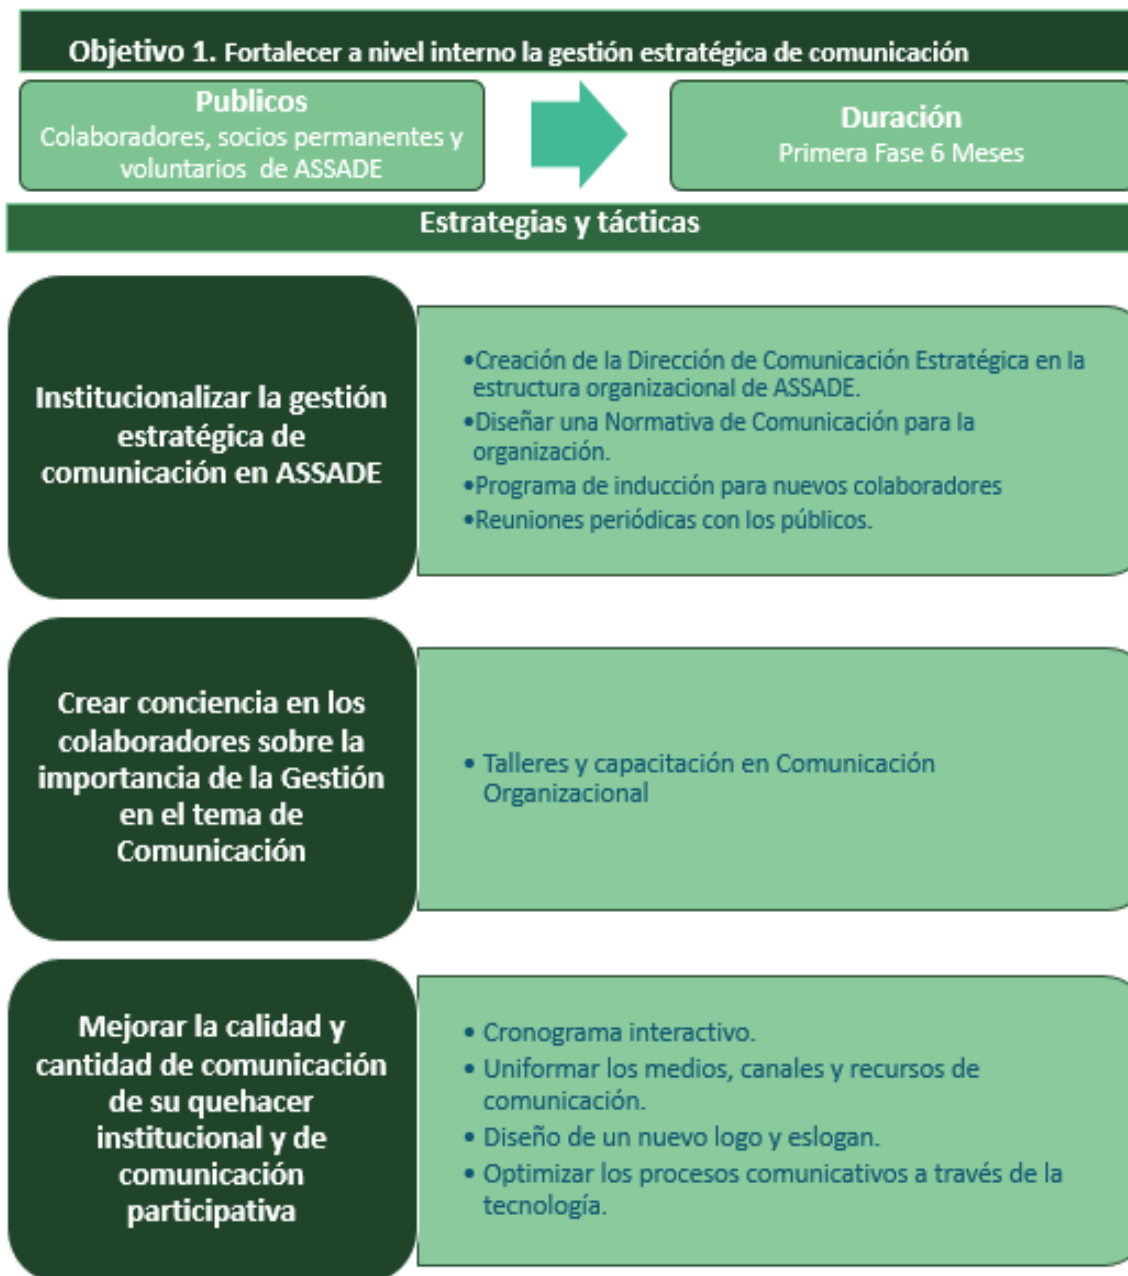 Objetivo 1. Fortalecer a nivel interno la gestión estratégica de comunicación
Publicos
Colaboradores, socios permanentes y
voluntarios de ASSADE
Duración
Primera Fase 6 Meses
Estrategias y tácticas
Institucionalizar la gestión
estratégica de
comunicación en ASSADE
•Creación de la Dirección de Comunicación Estratégica en la
estructura organizacional de ASSADE.
•Diseñar una Normativa de Comunicación para la
organización.
•Programa de inducción para nuevos colaboradores
•Reuniones periódicas con los públicos.
Crear conciencia en los
colaboradores sobre la
importancia de la Gestión
en el tema de
Comunicación
• Talleres y capacitación en Comunicación
Organizacional
Mejorar la calidad y
cantidad de comunicación
de su quehacer
institucional y de
comunicación
participativa
• Cronograma interactivo.
• Uniformar los medios, canales y recursos de
comunicación.
• Diseño de un nuevo logo y eslogan.
• Optimizar los procesos comunicativos a través de la
tecnología.